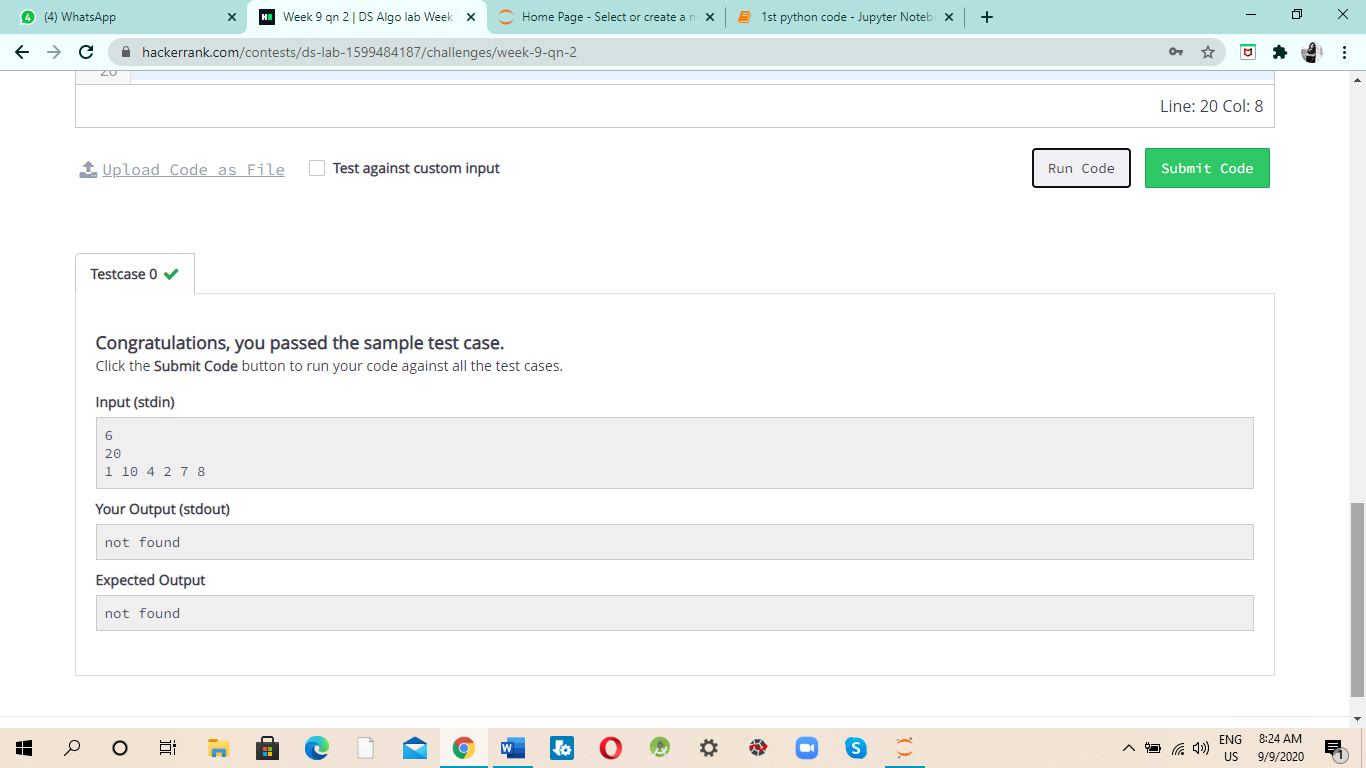 (4) WhatsApp
Week 9 qn 2 | DS Algo lab Week
Home Page - Select or create a n
1st python code - Jupyter Noteb
hackerrank.com/contests/ds-lab-1599484187/challenges/week-9-qn-2
20
Line: 20 Col: 8
Upload Code as File
Test against custom input
Run Code
Submit Code
Testcase 0
Congratulations, you passed the sample test case.
Click the Submit Code button to run your code against all the test cases.
Input (stdin)
6
20
1 10 4 2 7 8
Your Output (stdout)
not found
Expected Output
not found
ENG
US
8:24 AM
9/9/2020
1